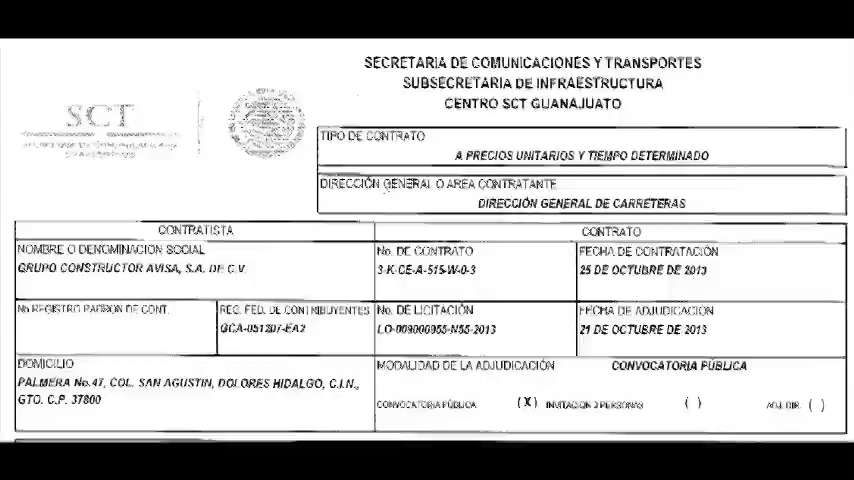 SECRETARIA DE COMUNICACIONES Y TRANSPORTES
SUBSECRETARIA DE INFRAESTRUCTURA
CENTRO SCT GUANAJUATO
SCT
TIPO DE CONTRATO
A PRECIOS UNITARIOS Y TIEMPO DETERMINADO
DIRECCIÓN GENERAL O AREA CONTRATANTE
DIRECCIÓN GENERAL DE CARRETERAS
CONTRATISTA
CONTRATO
NOMBRE O DENOMINACION SOCIAL
GRUPO CONSTRUCTOR AVISA, S.A. DE C.V.
No. DE CONTRATO
3-K-CE-A-515-W-0-3
FECHA DE CONTRATACIÓN
25 DE OCTUBRE DE 2013
No REGISTRO PADRON DE CONT.
REG. FED. DE CONTRIBUYENTES
GCA-051207-EA2
No. DE LICITACIÓN
LO-009000955-N55-2013
FECHA DE ADJUDICACIÓN
21 DE OCTUBRE DE 2013
DOMICILIO
PALMERA No.47, COL. SAN AGUSTIN, DOLORES HIDALGO, C.I.N.,
GTO. C.P. 37800
MODALIDAD DE LA ADJUDICACIÓN CONVOCATORIA PÚBLICA
CONVOCATORIA PÚBLICA (X) INVITACION 3 PERSONAS ( ) ADJ. DIR. ( )